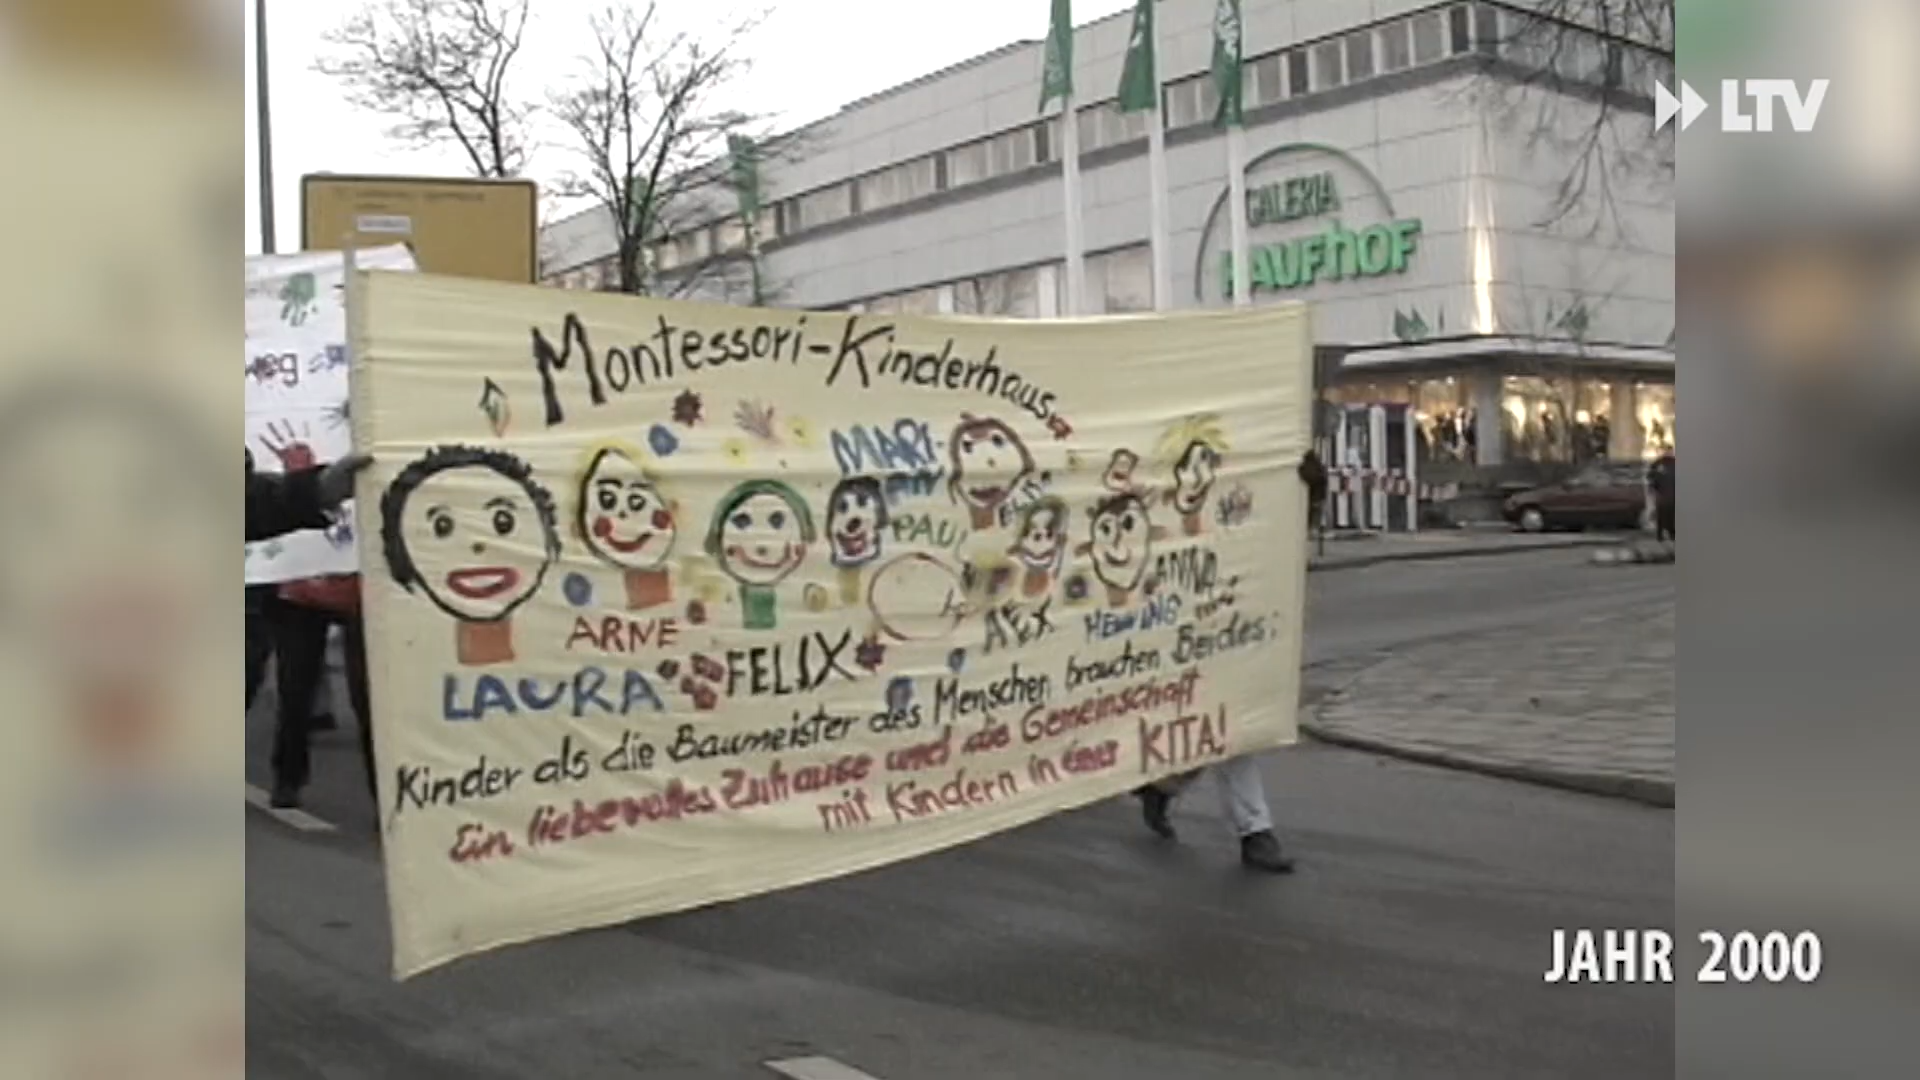 LTV
GALERIA
KAUFHOF
Montessori-Kinderhaus
MARI-
PAUL
ARNE
FELIX
LAURA
ALEX
HENNING
ANNA
Kinder als die Baumeister des Menschen brauchen Beides:
Ein liebevolles Zuhause und die Gemeinschaft
mit Kindern in einer KITA!
JAHR 2000